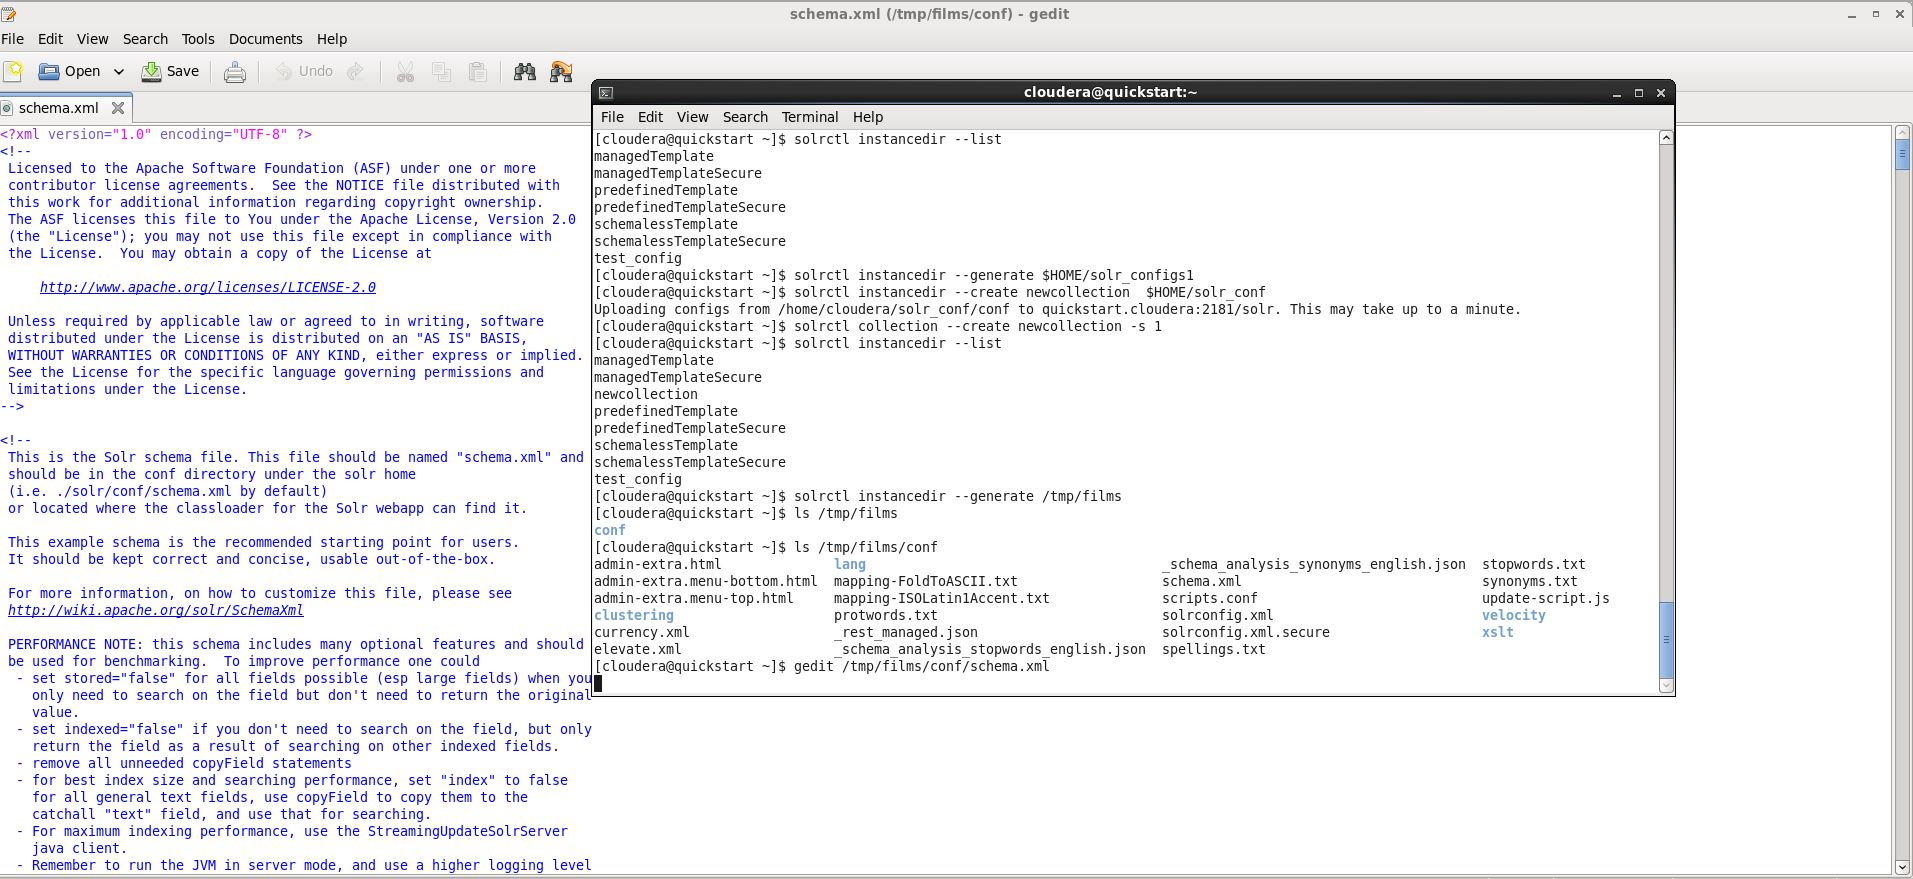 schema.xml (/tmp/films/conf) - gedit
File Edit View Search Tools Documents Help
Open Save Undo
schema.xml
<?xml version="1.0" encoding="UTF-8" ?>
<!--
Licensed to the Apache Software Foundation (ASF) under one or more
contributor license agreements.  See the NOTICE file distributed with
this work for additional information regarding copyright ownership.
The ASF licenses this file to You under the Apache License, Version 2.0
(the "License"); you may not use this file except in compliance with
the License.  You may obtain a copy of the License at
http://www.apache.org/licenses/LICENSE-2.0
Unless required by applicable law or agreed to in writing, software
distributed under the License is distributed on an "AS IS" BASIS,
WITHOUT WARRANTIES OR CONDITIONS OF ANY KIND, either express or implied.
See the License for the specific language governing permissions and
limitations under the License.
-->
<!--
This is the Solr schema file. This file should be named "schema.xml" and
should be in the conf directory under the solr home
(i.e. ./solr/conf/schema.xml by default)
or located where the classloader for the Solr webapp can find it.
This example schema is the recommended starting point for users.
It should be kept correct and concise, usable out-of-the-box.
For more information, on how to customize this file, please see
http://wiki.apache.org/solr/SchemaXml
PERFORMANCE NOTE: this schema includes many optional features and should
be used for benchmarking.  To improve performance one could
- set stored="false" for all fields possible (esp large fields) when you
only need to search on the field but don't need to return the original
value.
- set indexed="false" if you don't need to search on the field, but only
return the field as a result of searching on other indexed fields.
- remove all unneeded copyField statements
- for best index size and searching performance, set "index" to false
for all general text fields, use copyField to copy them to the
catchall "text" field, and use that for searching.
- For maximum indexing performance, use the StreamingUpdateSolrServer
java client.
- Remember to run the JVM in server mode, and use a higher logging level
cloudera@quickstart:~
File Edit View Search Terminal Help
[cloudera@quickstart ~]$ solrctl instancedir --list
managedTemplate
managedTemplateSecure
predefinedTemplate
predefinedTemplateSecure
schemalessTemplate
schemalessTemplateSecure
test_config
[cloudera@quickstart ~]$ solrctl instancedir --generate $HOME/solr_configs1
[cloudera@quickstart ~]$ solrctl instancedir --create newcollection  $HOME/solr_conf
Uploading configs from /home/cloudera/solr_conf/conf to quickstart.cloudera:2181/solr. This may take up to a minute.
[cloudera@quickstart ~]$ solrctl collection --create newcollection -s 1
[cloudera@quickstart ~]$ solrctl instancedir --list
managedTemplate
managedTemplateSecure
newcollection
predefinedTemplate
predefinedTemplateSecure
schemalessTemplate
schemalessTemplateSecure
test_config
[cloudera@quickstart ~]$ solrctl instancedir --generate /tmp/films
[cloudera@quickstart ~]$ ls /tmp/films
conf
[cloudera@quickstart ~]$ ls /tmp/films/conf
admin-extra.html lang _schema_analysis_synonyms_english.json stopwords.txt
admin-extra.menu-bottom.html mapping-FoldToASCII.txt schema.xml synonyms.txt
admin-extra.menu-top.html mapping-ISOLatin1Accent.txt scripts.conf update-script.js
clustering protwords.txt solrconfig.xml velocity
currency.xml _rest_managed.json solrconfig.xml.secure xslt
elevate.xml _schema_analysis_stopwords_english.json spellings.txt
[cloudera@quickstart ~]$ gedit /tmp/films/conf/schema.xml